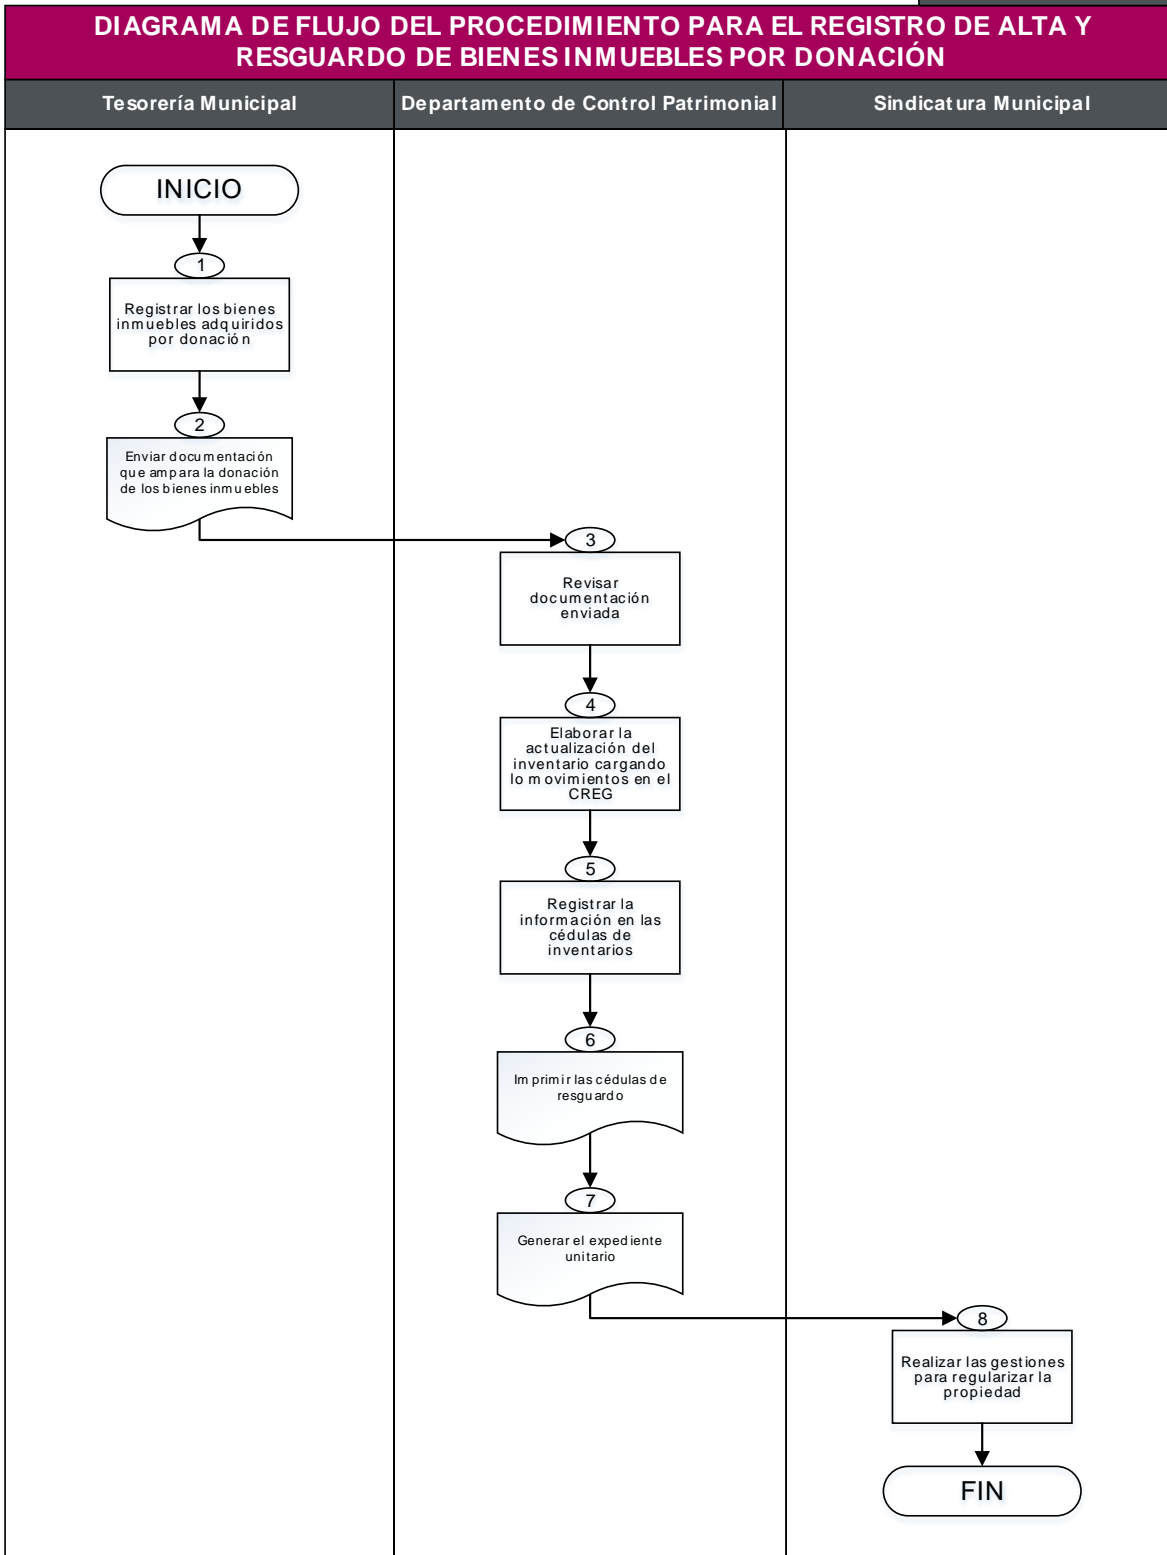 DIAGRAMA DE FLUJO DEL PROCEDIMIENTO PARA EL REGISTRO DE ALTA Y
RESGUARDO DE BIENES INMUEBLES POR DONACIÓN
Tesorería Municipal
Departamento de Control Patrimonial
Sindicatura Municipal
INICIO
1
Registrar los bienes
inmuebles adquiridos
por donación
2
Enviar documentación
que ampara la donación
de los bienes inmuebles
3
Revisar
documentación
enviada
4
Elaborar la
actualización del
inventario cargando
lo movimientos en el
CREG
5
Registrar la
información en las
cédulas de
inventarios
6
Imprimir las cédulas de
resguardo
7
Generar el expediente
unitario
8
Realizar las gestiones
para regularizar la
propiedad
FIN